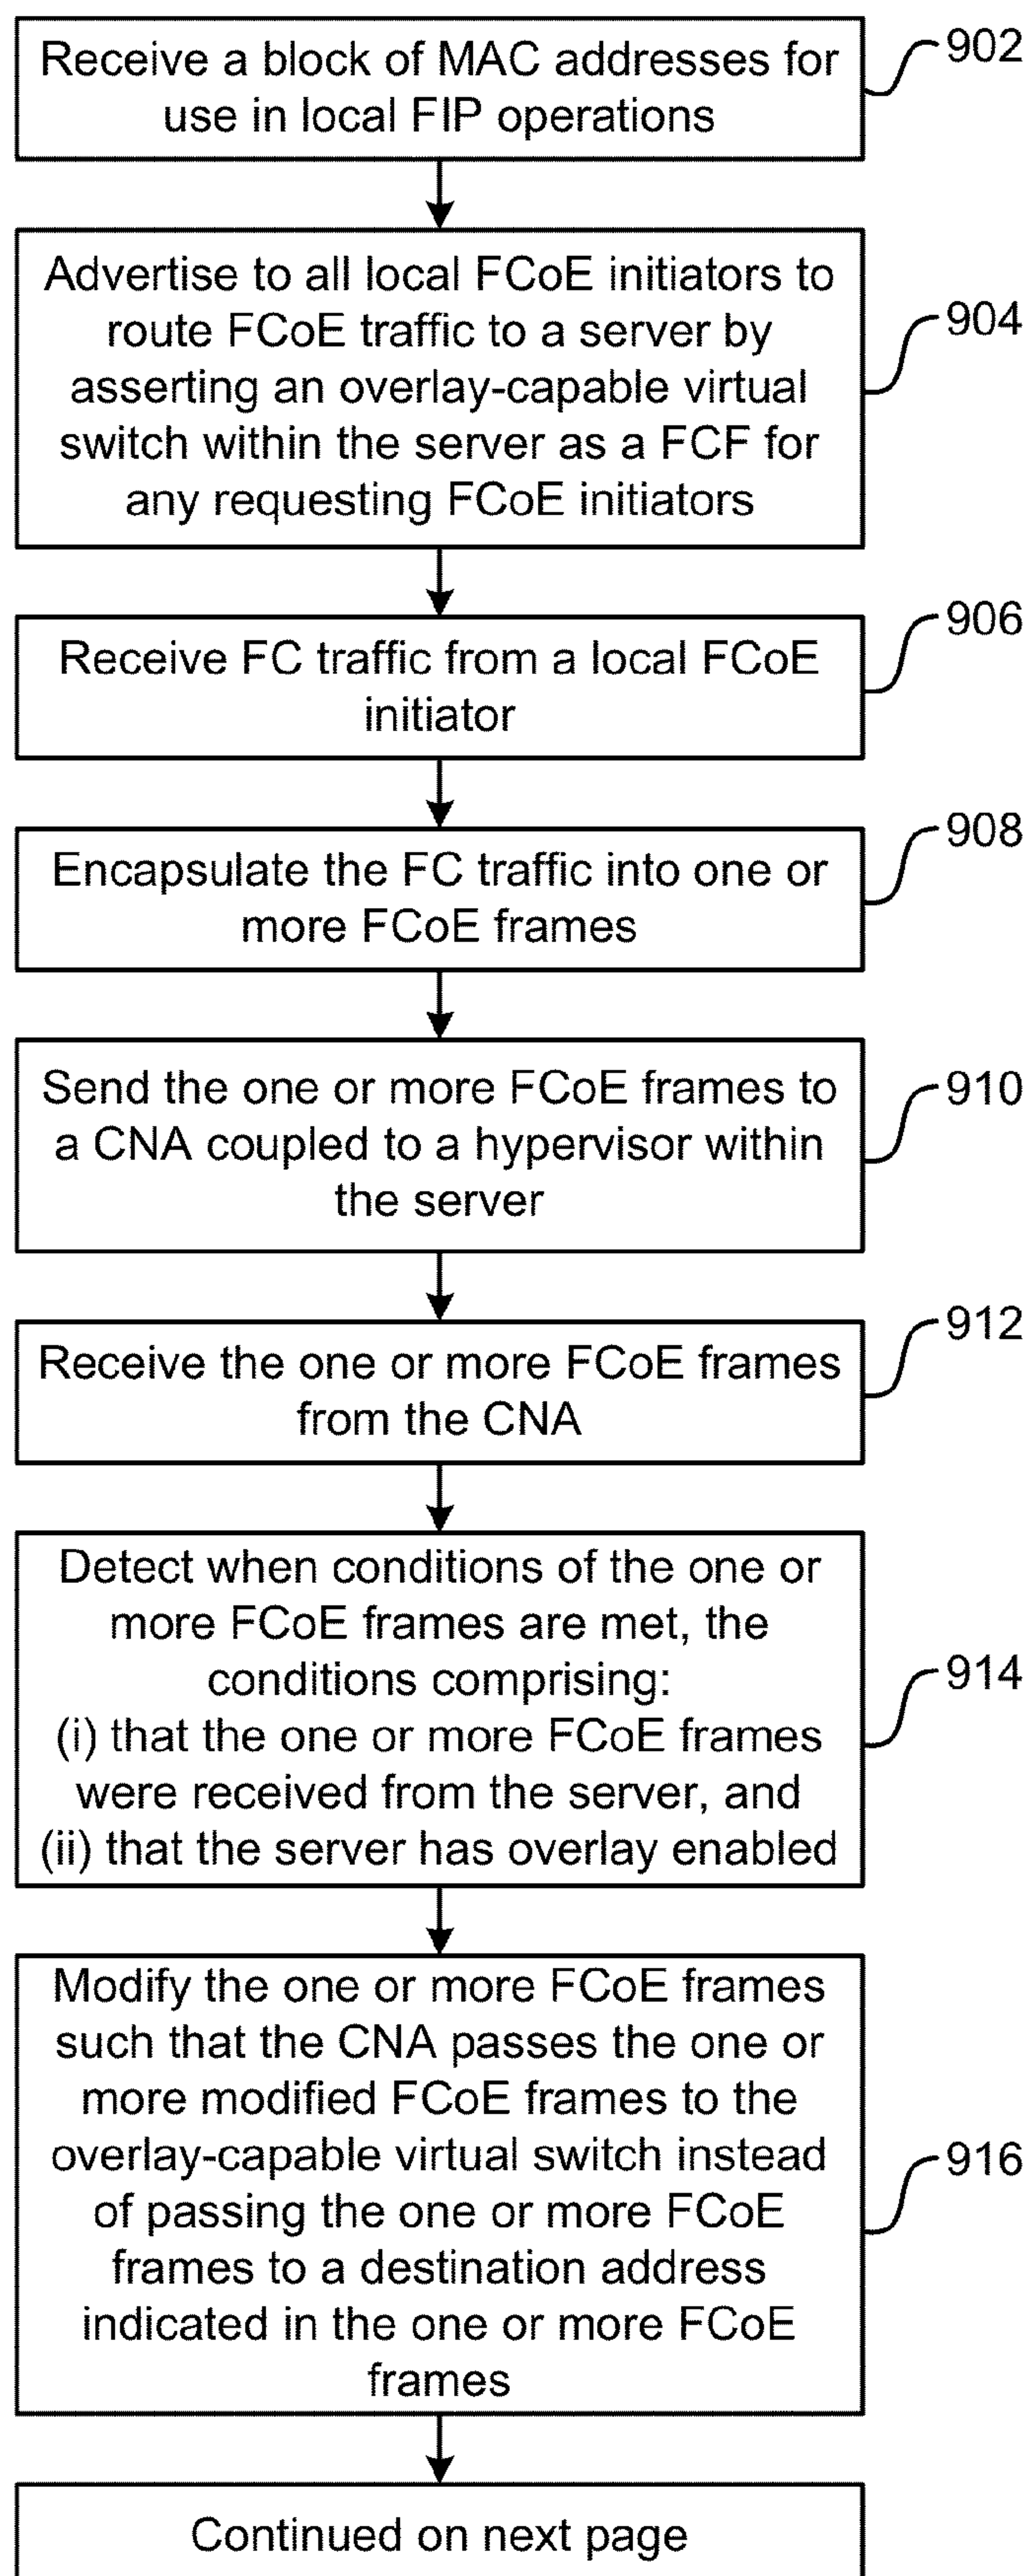 Receive a block of MAC addresses for
use in local FIP operations
902
Advertise to all local FCoE initiators to
route FCoE traffic to a server by
asserting an overlay-capable virtual
switch within the server as a FCF for
any requesting FCoE initiators
904
Receive FC traffic from a local FCoE
initiator
906
Encapsulate the FC traffic into one or
more FCoE frames
908
Send the one or more FCoE frames to
a CNA coupled to a hypervisor within
the server
910
Receive the one or more FCoE frames
from the CNA
912
Detect when conditions of the one or
more FCoE frames are met, the
conditions comprising:
(i) that the one or more FCoE frames
were received from the server, and
(ii) that the server has overlay enabled
914
Modify the one or more FCoE frames
such that the CNA passes the one or
more modified FCoE frames to the
overlay-capable virtual switch instead
of passing the one or more FCoE
frames to a destination address
indicated in the one or more FCoE
frames
916
Continued on next page